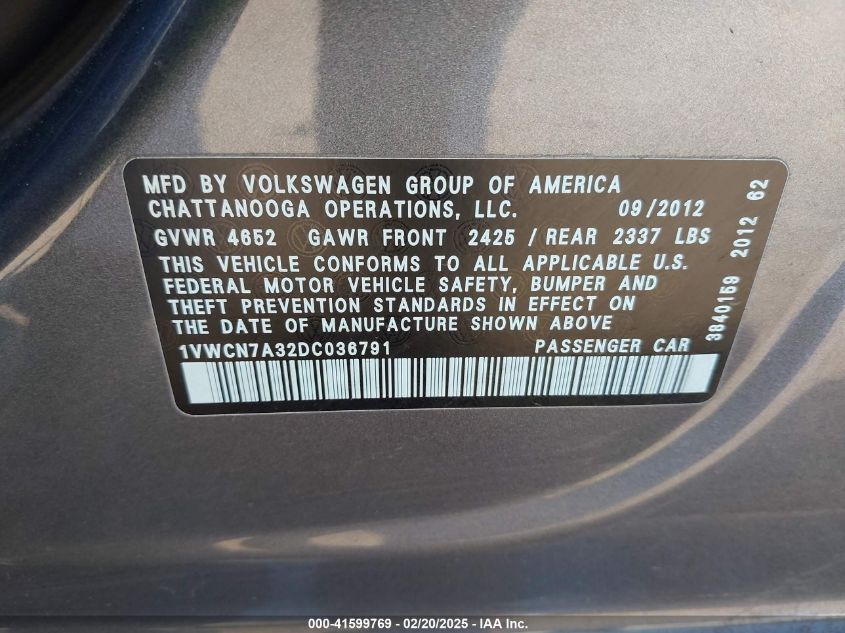 MFD BY VOLKSWAGEN GROUP OF AMERICA
CHATTANOOGA OPERATIONS, LLC. 09/2012
GVWR 4652 GAWR FRONT 2425 / REAR 2337 LBS
THIS VEHICLE CONFORMS TO ALL APPLICABLE U.S.
FEDERAL MOTOR VEHICLE SAFETY, BUMPER AND
THEFT PREVENTION STANDARDS IN EFFECT ON
THE DATE OF MANUFACTURE SHOWN ABOVE
1VWCN7A32DC036791 PASSENGER CAR
3840159 2012 62
000-41599769 - 02/20/2025 - IAA Inc.